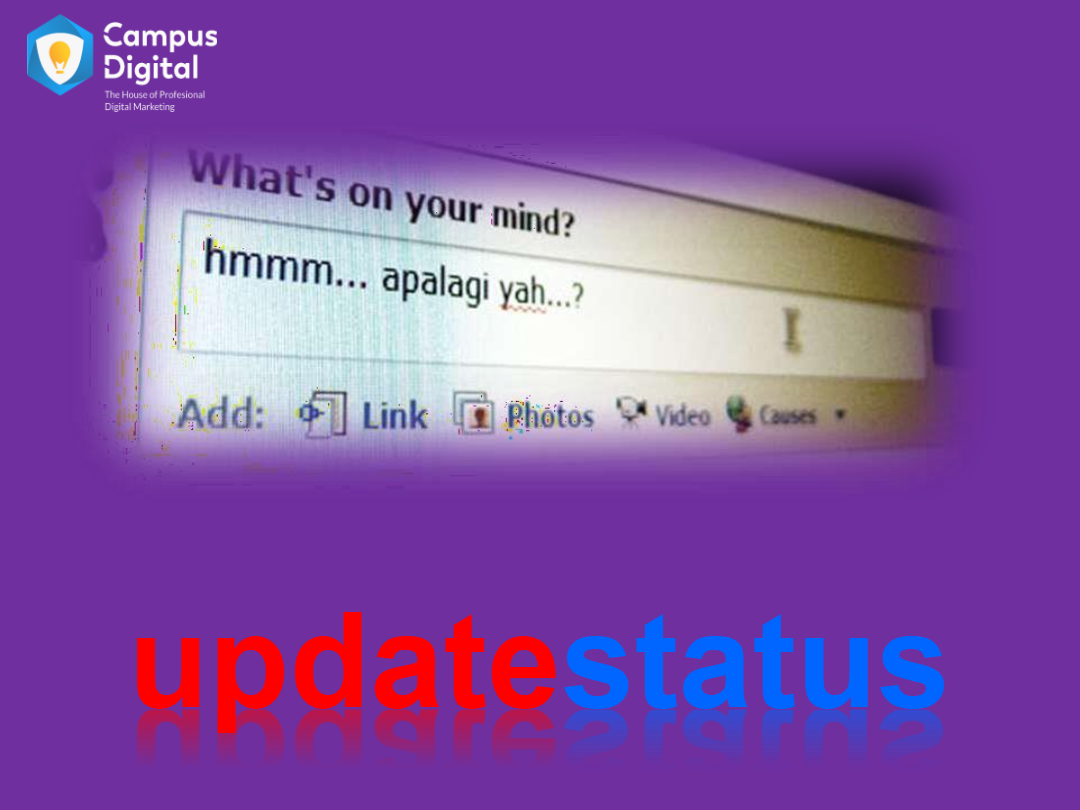 Campus
Digital
The House of Profesional
Digital Marketing
What's on your mind?
hmmm... apalagi yah...?
Add: Link Photos Video Causes
updatestatus